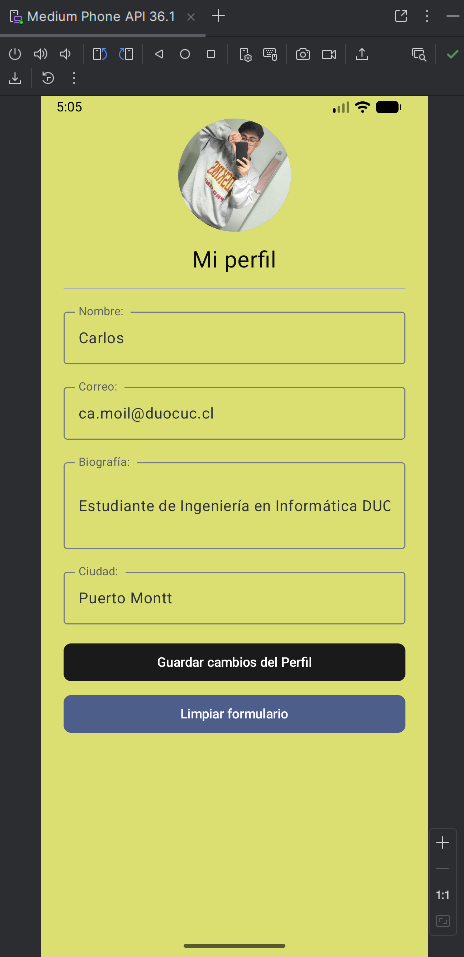 Medium Phone API 36.1
5:05
Mi perfil
Nombre:
Carlos
Correo:
ca.moil@duocuc.cl
Biografía:
Estudiante de Ingeniería en Informática DUC
Ciudad:
Puerto Montt
Guardar cambios del Perfil
Limpiar formulario
1:1